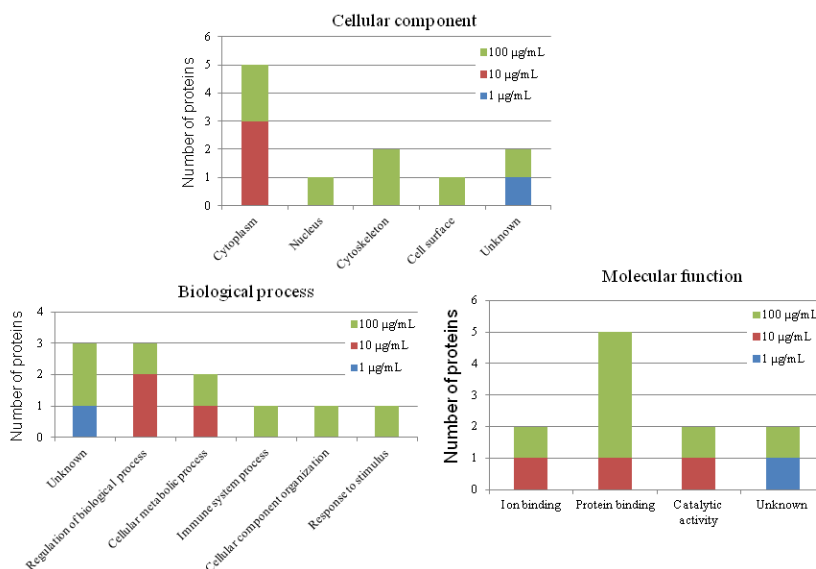 Cellular component
Number of proteins
6
5
4
3
2
1
0
100 µg/mL
10 µg/mL
1 µg/mL
Cytoplasm
Nucleus
Cytoskeleton
Cell surface
Unknown
Biological process
Number of proteins
4
3
2
1
0
100 µg/mL
10 µg/mL
1 µg/mL
Unknown
Regulation of biological process
Cellular metabolic process
Immune system process
Cellular component organization
Response to stimulus
Molecular function
Number of proteins
6
5
4
3
2
1
0
100 µg/mL
10 µg/mL
1 µg/mL
Ion binding
Protein binding
Catalytic
activity
Unknown